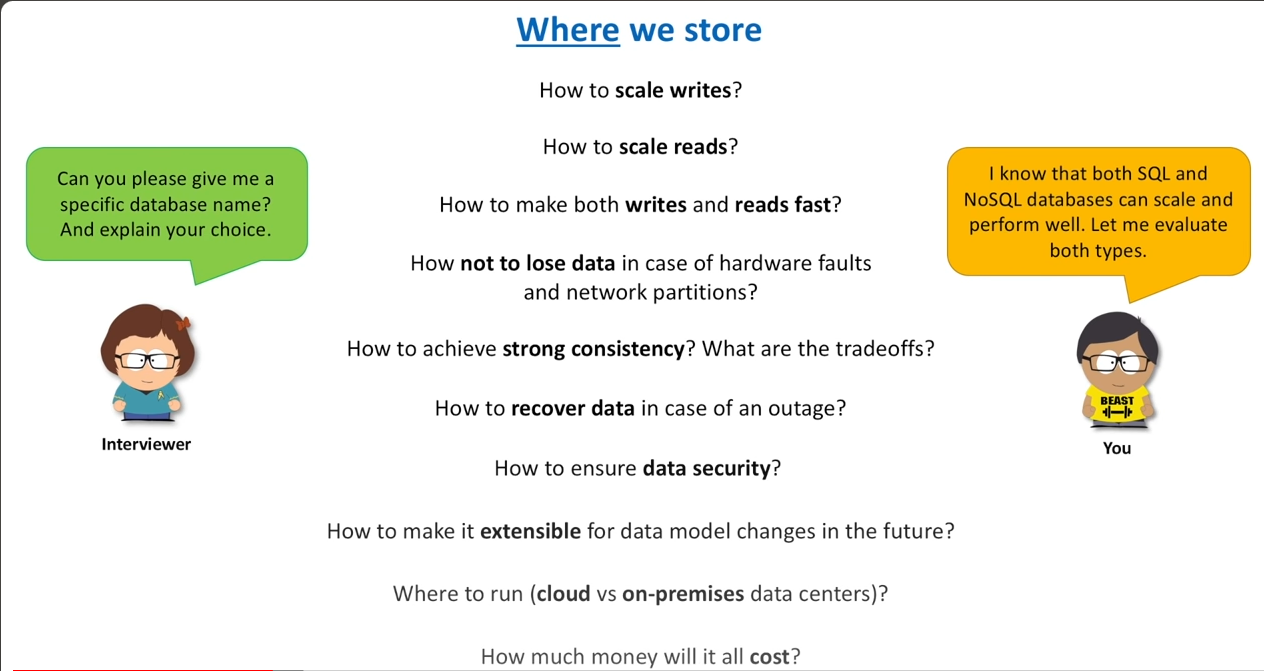 Where we store
How to scale writes?
How to scale reads?
Can you please give me a
specific database name?
And explain your choice.
I know that both SQL and
NoSQL databases can scale and
perform well. Let me evaluate
both types.
How to make both writes and reads fast?
How not to lose data in case of hardware faults
and network partitions?
How to achieve strong consistency? What are the tradeoffs?
BEAST
How to recover data in case of an outage?
Interviewer
You
How to ensure data security?
How to make it extensible for data model changes in the future?
Where to run (cloud vs on-premises data centers)?
How much money will it all cost?